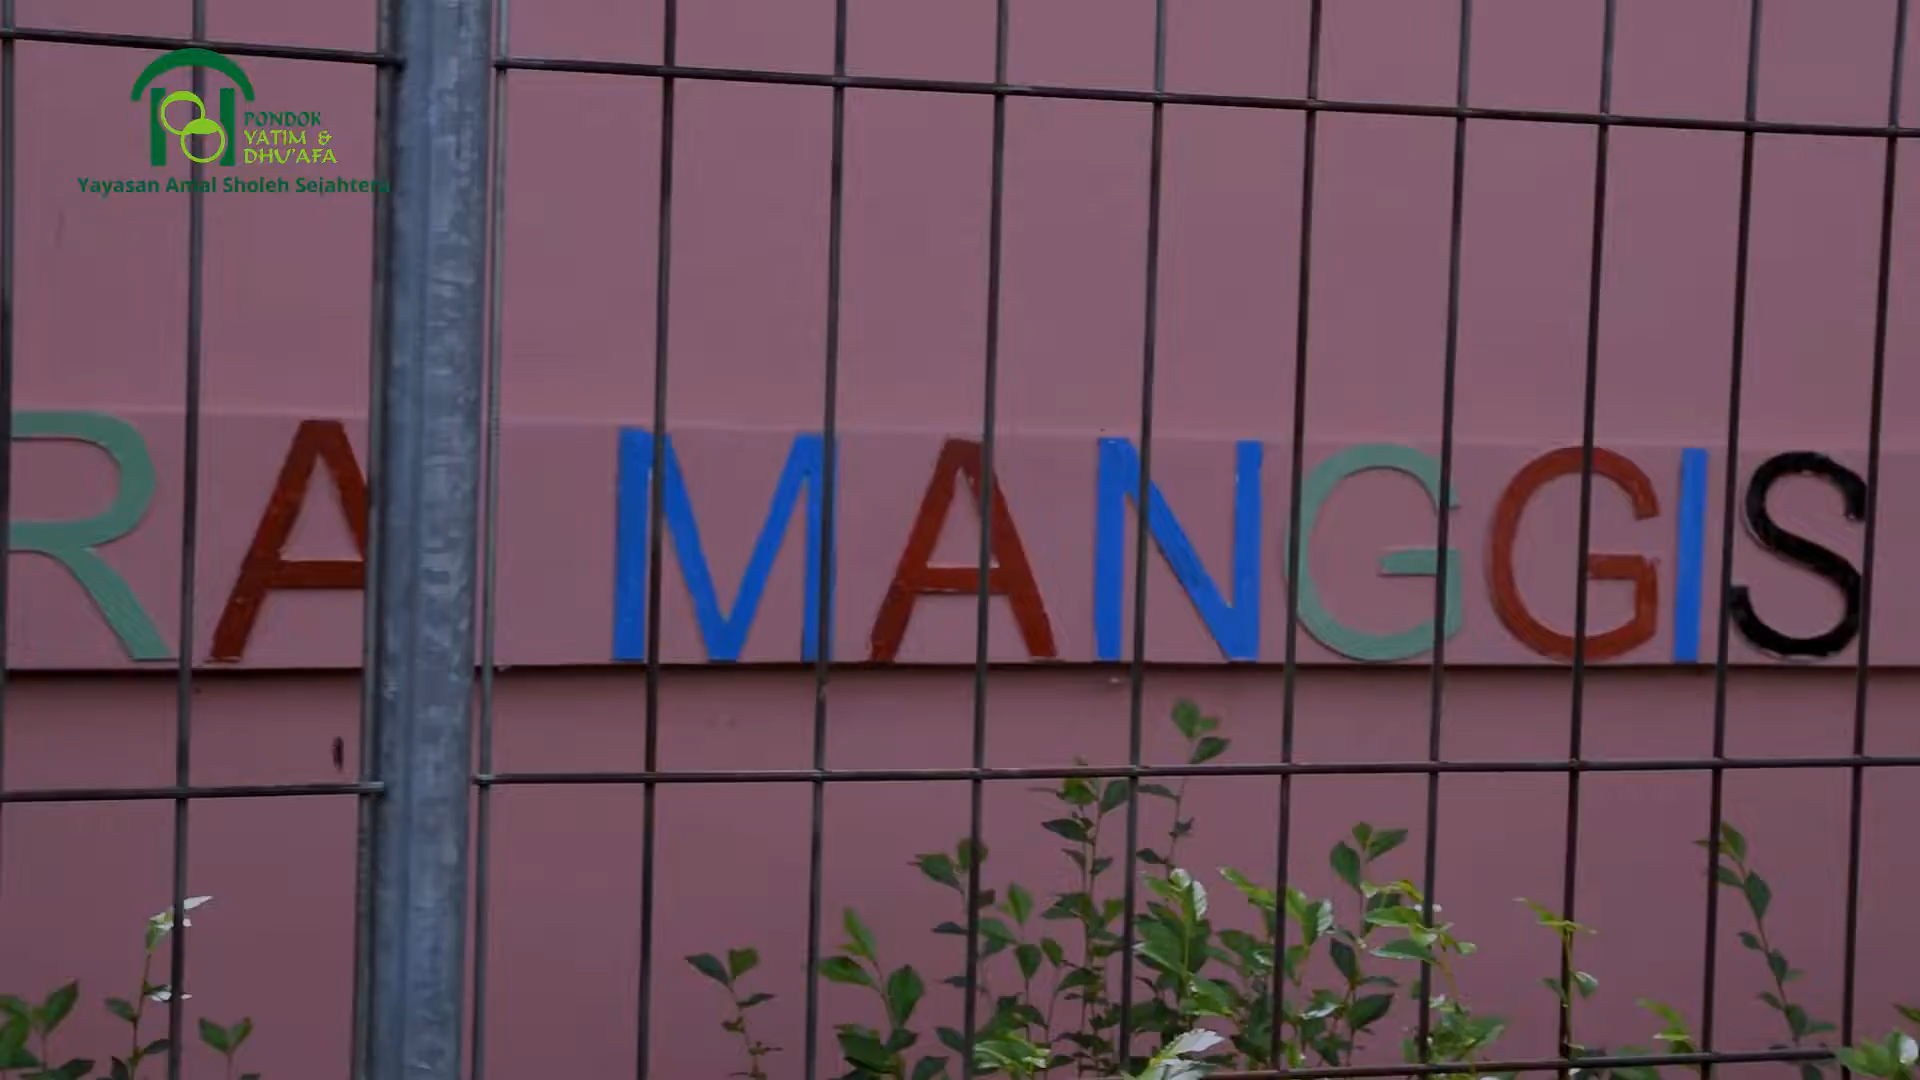 PONDOK
YATIM &
DHU'AFA
Yayasan Amal Sholeh Sejahtera
RA MANGGIS